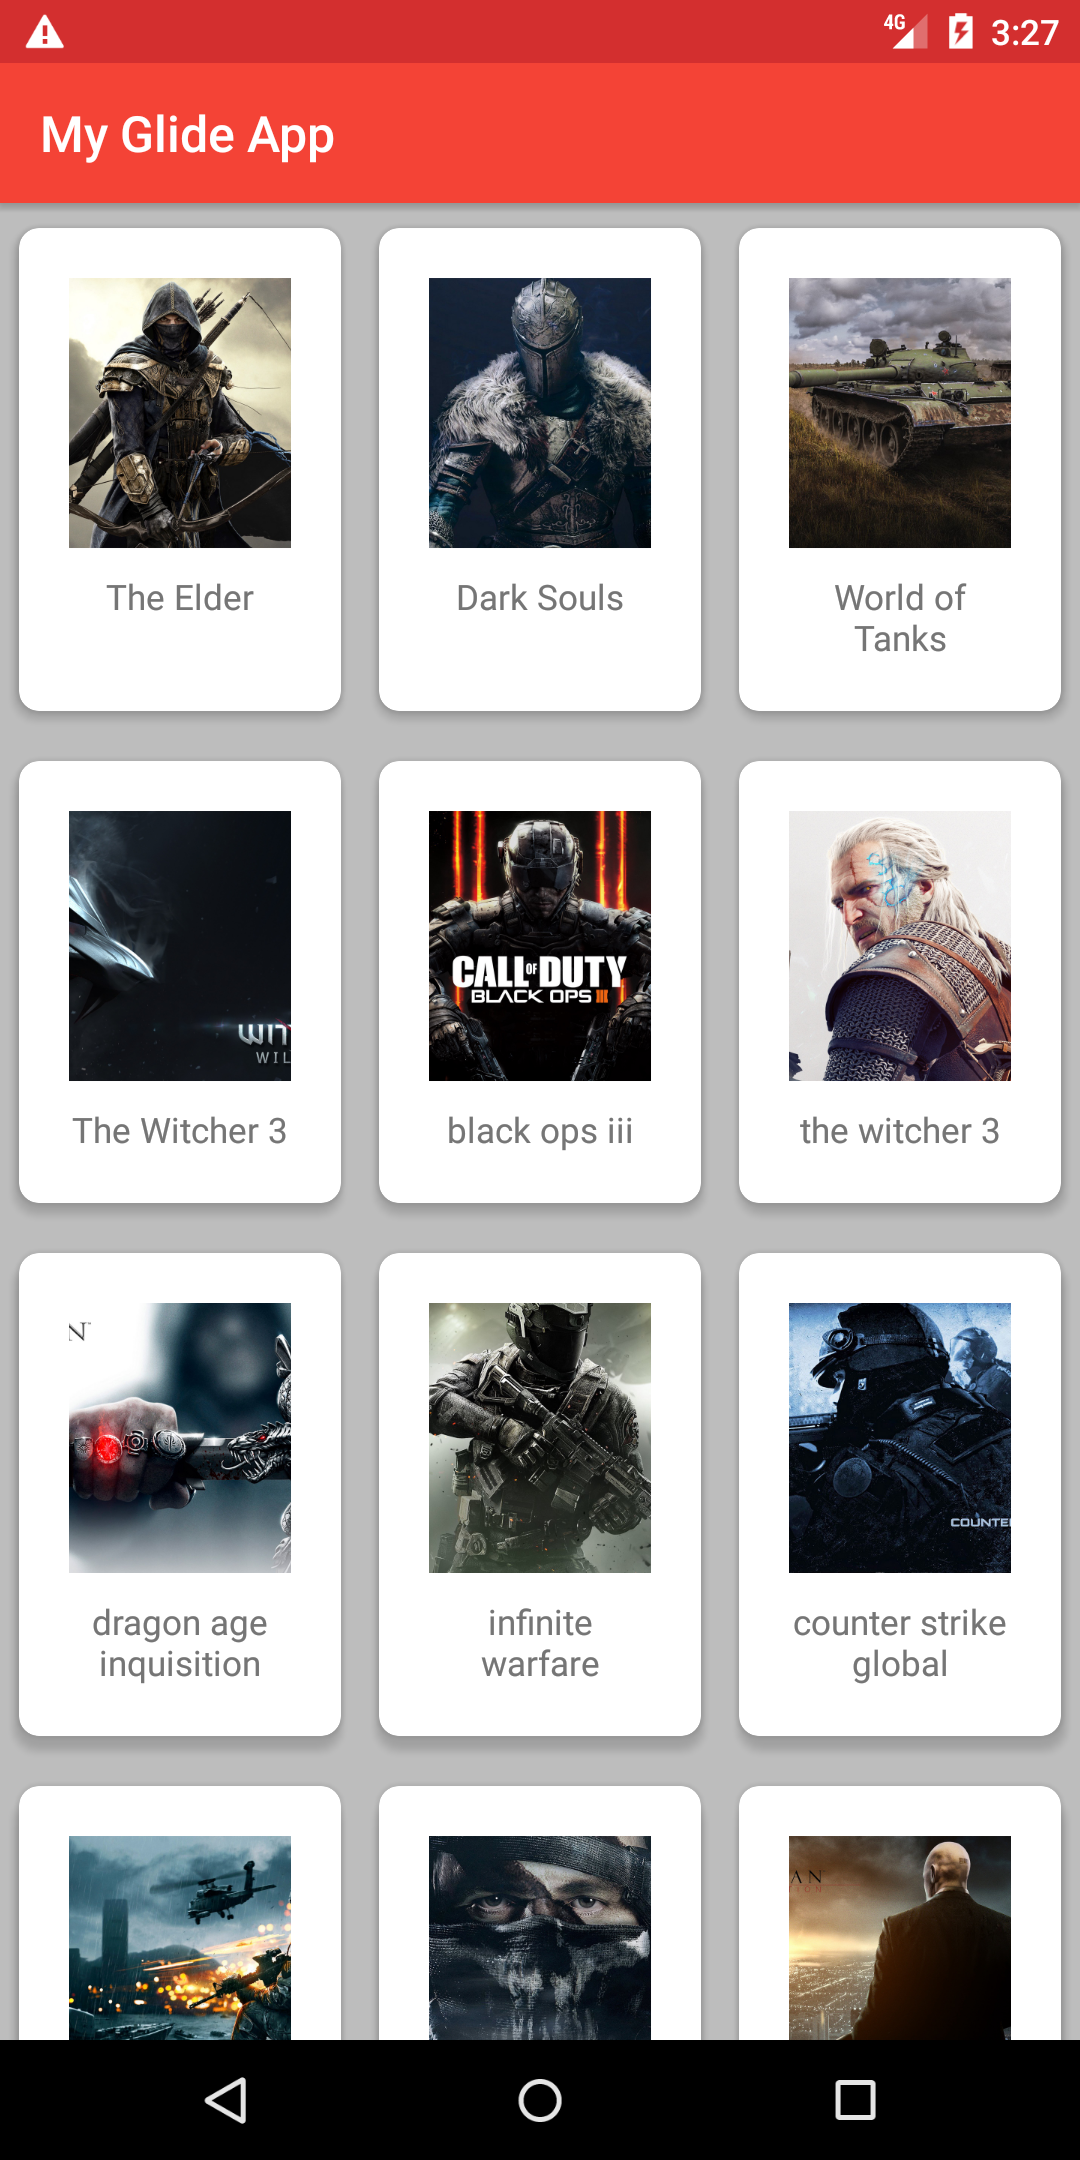 4G 3:27
My Glide App
The Elder
Dark Souls
World of
Tanks
WIT
WIL
CALL OF DUTY
BLACK OPS III
The Witcher 3
black ops iii
the witcher 3
N
COUNTE
dragon age
inquisition
infinite
warfare
counter strike
global
AN